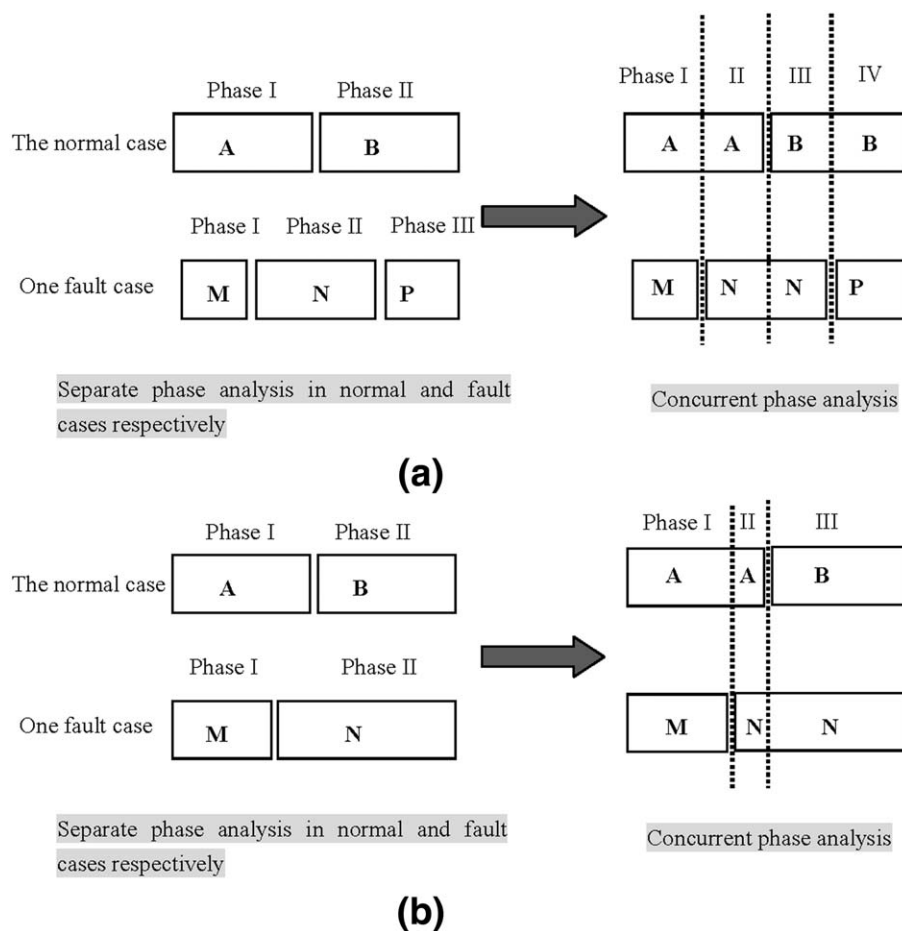 Phase I Phase II
The normal case A B
Phase I Phase II Phase III
One fault case M N P
Separate phase analysis in normal and fault
cases respectively
Phase I II III IV
A A B B
M N N P
Concurrent phase analysis
(a)
Phase I Phase II
The normal case A B
Phase I Phase II
One fault case M N
Separate phase analysis in normal and fault
cases respectively
Phase I II III
A A B
M N N
Concurrent phase analysis
(b)